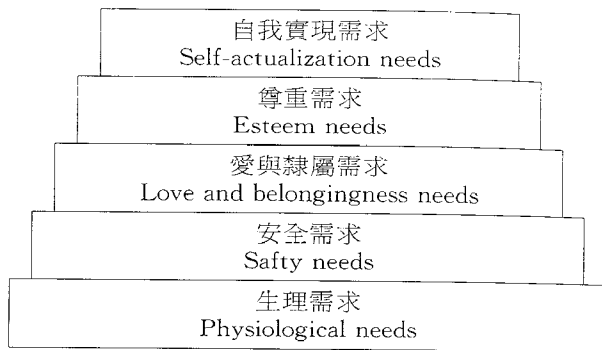 自我實現需求
Self-actualization needs
尊重需求
Esteem needs
愛與隸屬需求
Love and belongingness needs
安全需求
Safty needs
生理需求
Physiological needs